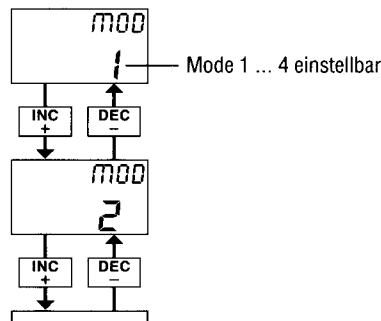 MOD
1
Mode 1 ... 4 einstellbar
INC
+
DEC
–
MOD
2
INC
+
DEC
–